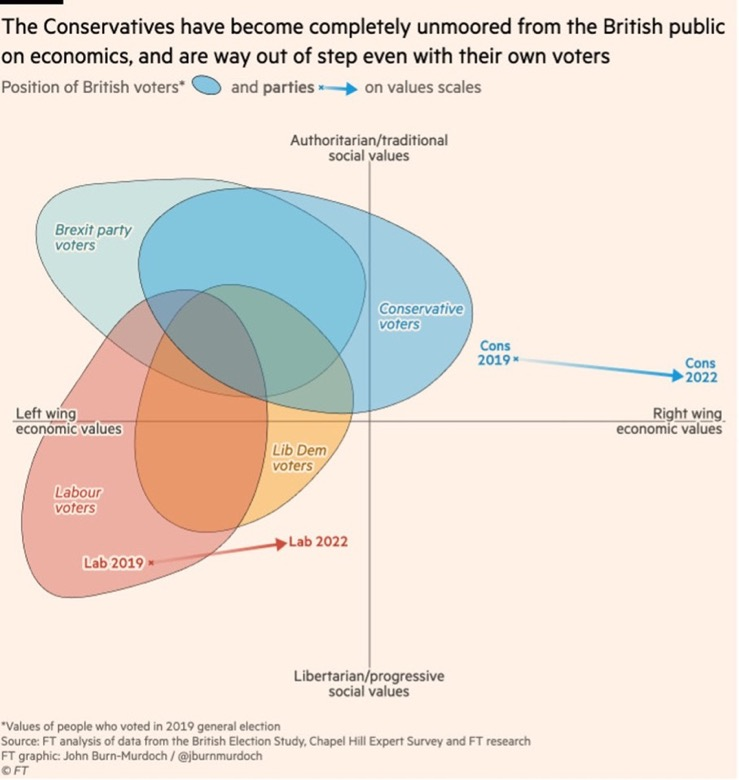 The Conservatives have become completely unmoored from the British public
on economics, and are way out of step even with their own voters
Position of British voters* and parties on values scales
Authoritarian/traditional
social values
Brexit party
voters
Conservative
voters
Cons
2019
Cons
2022
Left wing
economic values
Right wing
economic values
Lib Dem
voters
Labour
voters
Lab 2022
Lab 2019
Libertarian/progressive
social values
*Values of people who voted in 2019 general election
Source: FT analysis of data from the British Election Study, Chapel Hill Expert Survey and FT research
FT graphic: John Burn-Murdoch / @jburnmurdoch
© FT